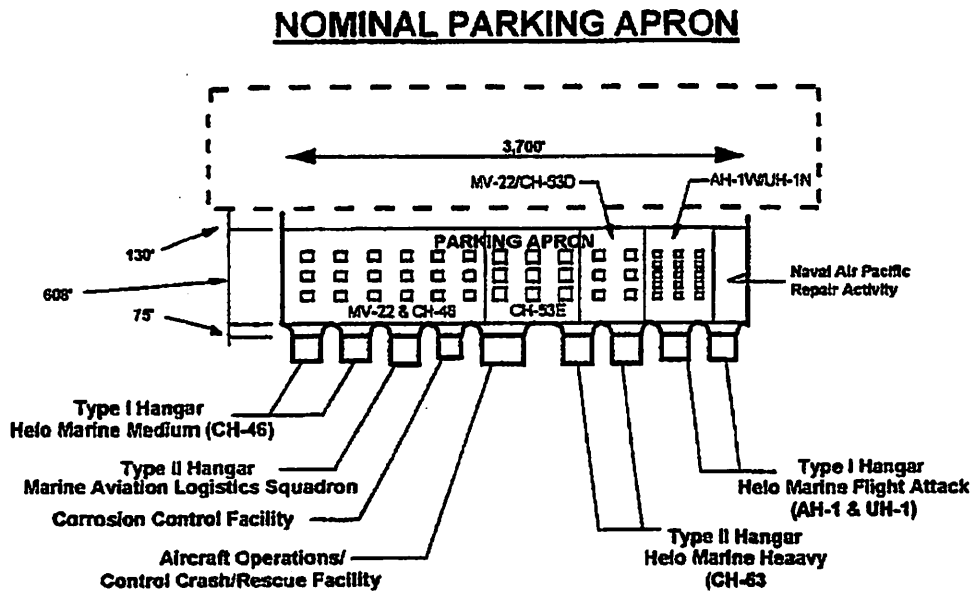 NOMINAL PARKING APRON
3,700'
MV-22/CH-53D
AH-1W/UH-1N
PARKING APRON
130'
608'
75'
Naval Air Pacific
Repair Activity
MV-22 & CH-46
CH-53E
Type I Hangar
Helo Marine Medium (CH-46)
Type II Hangar
Marine Aviation Logistics Squadron
Corrosion Control Facility
Aircraft Operations/
Control Crash/Rescue Facility
Type I Hangar
Helo Marine Flight Attack
(AH-1 & UH-1)
Type II Hangar
Helo Marine Heaavy
(CH-53